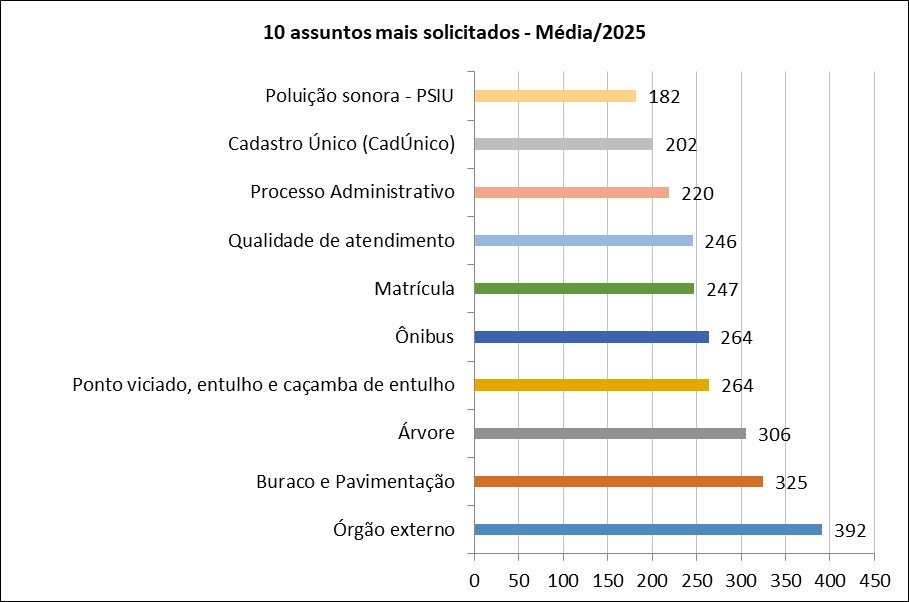 10 assuntos mais solicitados - Média/2025
Poluição sonora - PSIU 182
Cadastro Único (CadÚnico) 202
Processo Administrativo 220
Qualidade de atendimento 246
Matrícula 247
Ônibus 264
Ponto viciado, entulho e caçamba de entulho 264
Árvore 306
Buraco e Pavimentação 325
Órgão externo 392
0 50 100 150 200 250 300 350 400 450